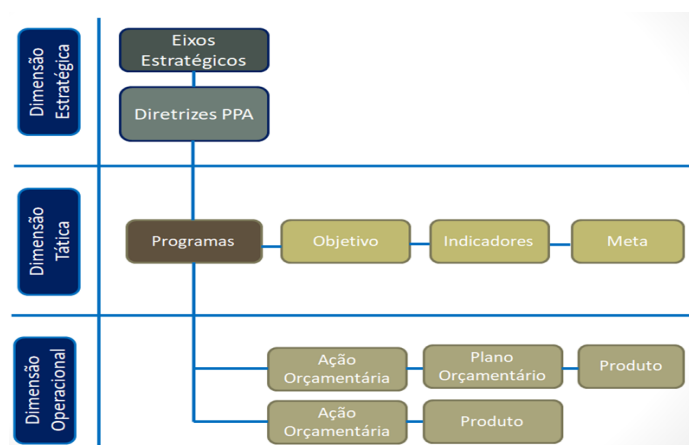 Dimensão
Estratégica
Eixos
Estratégicos
Diretrizes PPA
Dimensão
Tática
Programas
Objetivo
Indicadores
Meta
Dimensão
Operacional
Ação
Orçamentária
Plano
Orçamentário
Produto
Ação
Orçamentária
Produto